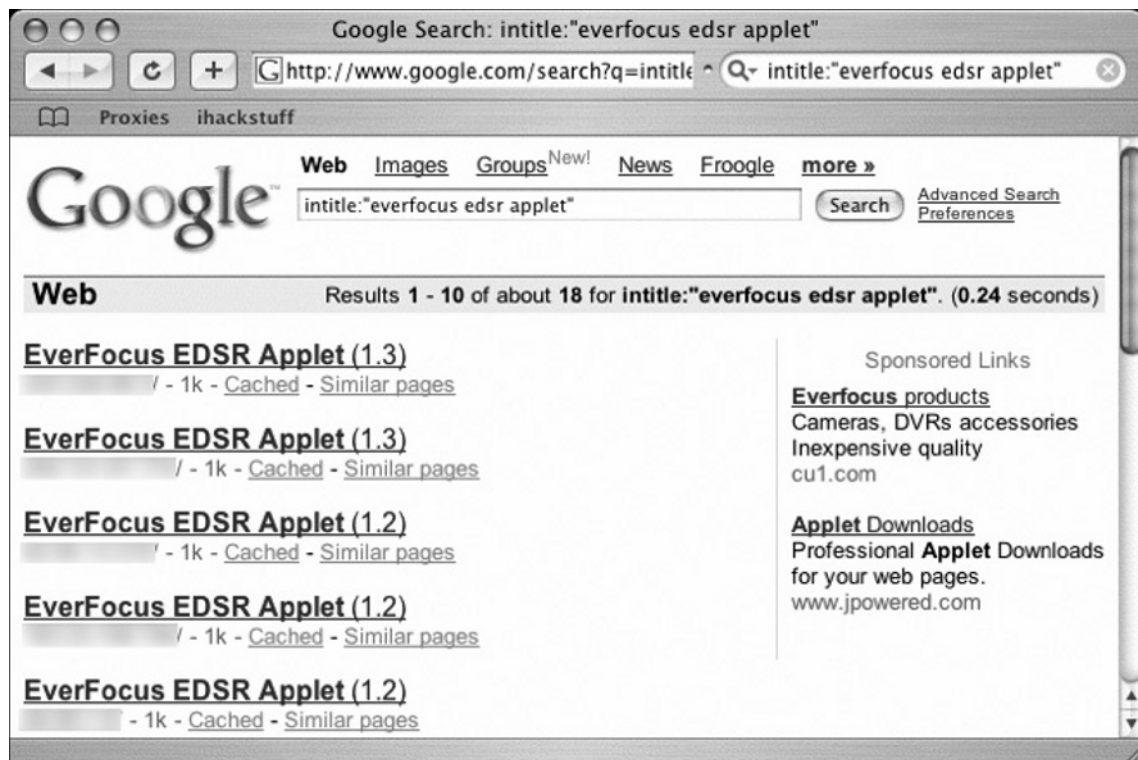 Google Search: intitle:"everfocus edsr applet"
http://www.google.com/search?q=intitle
intitle:"everfocus edsr applet"
Proxies ihackstuff
Web Images Groups New! News Froogle more »
Google™
intitle:"everfocus edsr applet" Search Advanced Search
Preferences
Web Results 1 - 10 of about 18 for intitle:"everfocus edsr applet". (0.24 seconds)
EverFocus EDSR Applet (1.3)
/ - 1k - Cached - Similar pages
EverFocus EDSR Applet (1.3)
/ - 1k - Cached - Similar pages
EverFocus EDSR Applet (1.2)
/ - 1k - Cached - Similar pages
EverFocus EDSR Applet (1.2)
/ - 1k - Cached - Similar pages
EverFocus EDSR Applet (1.2)
- 1k - Cached - Similar pages
Sponsored Links
Everfocus products
Cameras, DVRs accessories
Inexpensive quality
cu1.com
Applet Downloads
Professional Applet Downloads
for your web pages.
www.jpowered.com